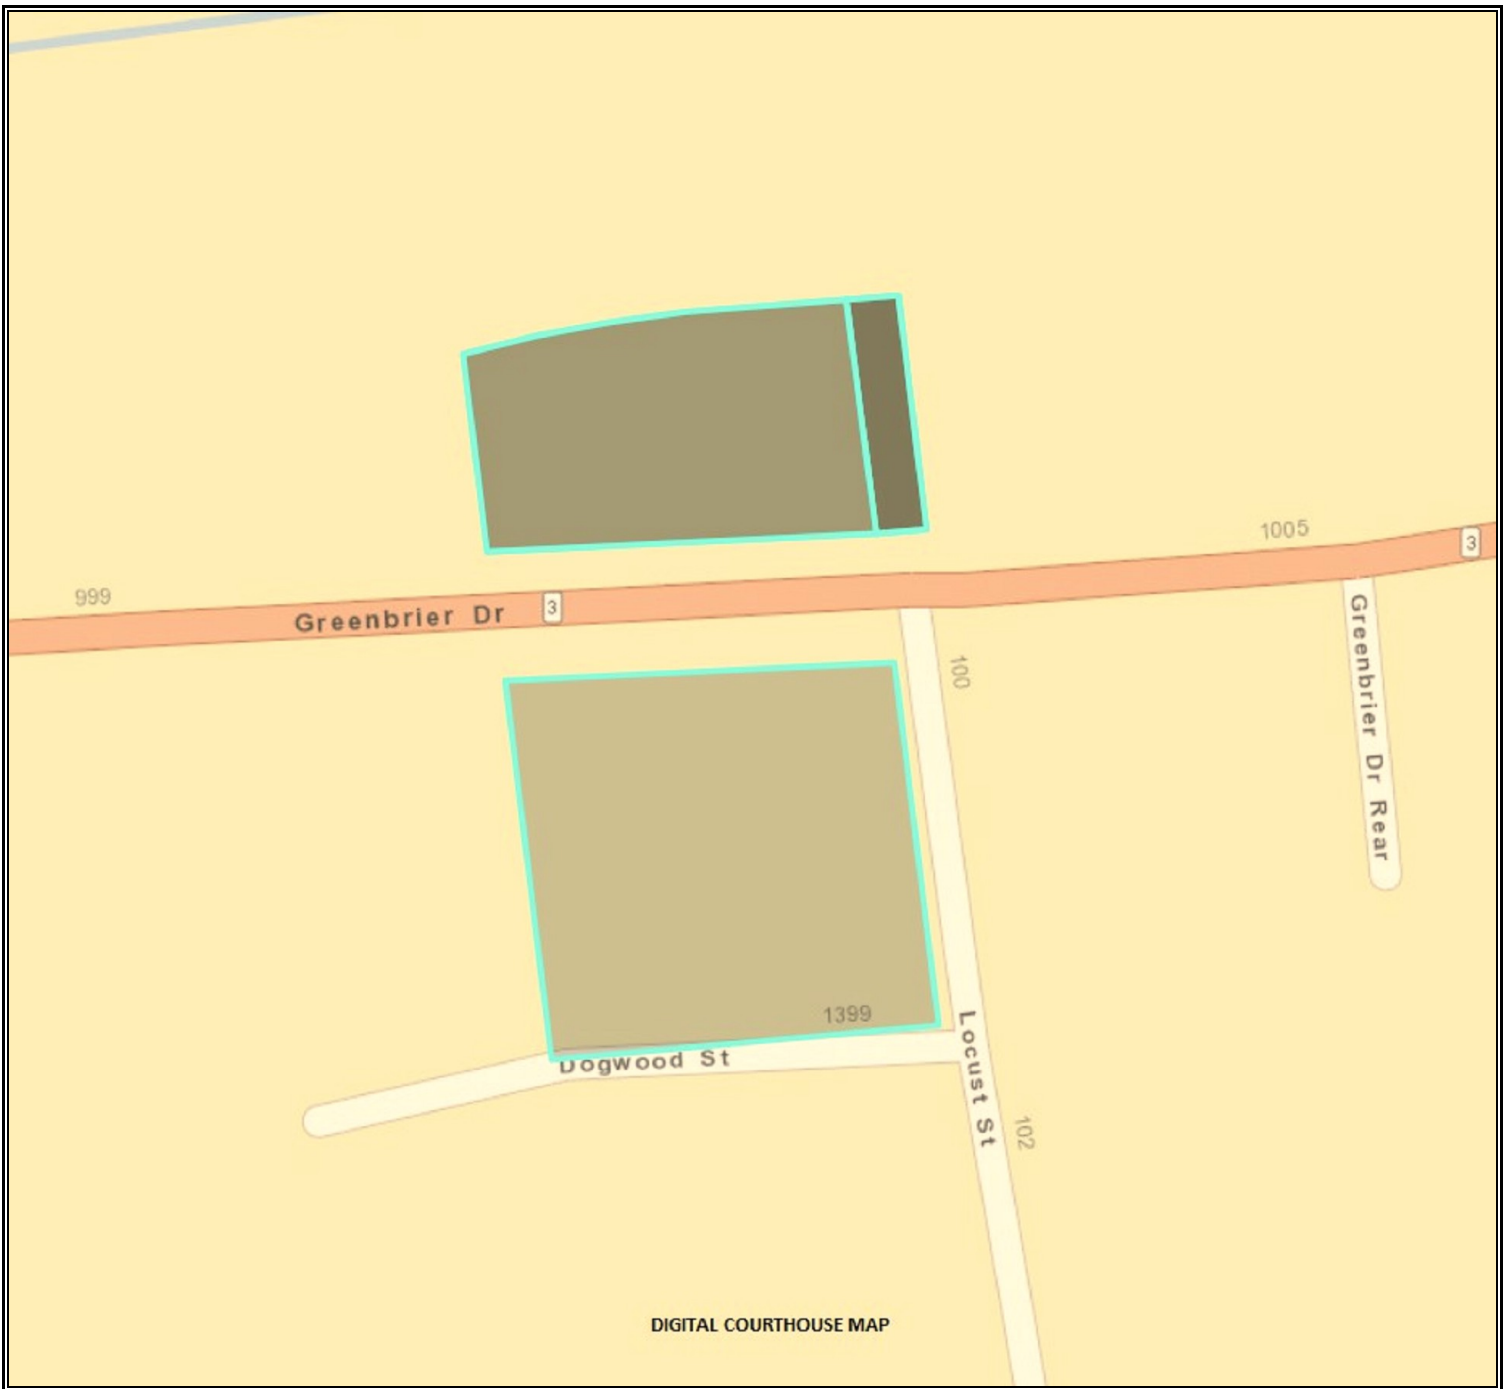 1005
3
999
Greenbrier Dr
3
Greenbrier Dr Rear
100
1399
Dogwood St
Locust St
102
DIGITAL COURTHOUSE MAP